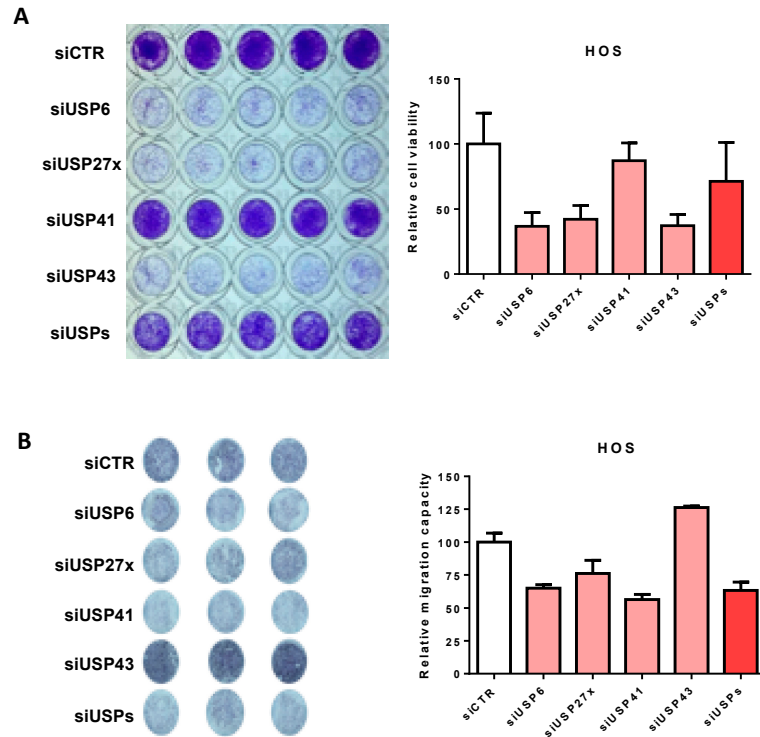 A
siCTR
siUSP6
siUSP27x
siUSP41
siUSP43
siUSPs
HOS
Relative cell viability
150
100
50
0
siCTR
siUSP6
siUSP27x
siUSP41
siUSP43
siUSPs
B
siCTR
siUSP6
siUSP27x
siUSP41
siUSP43
siUSPs
HOS
Relative migration capacity
150
125
100
75
50
25
0
siCTR
siUSP6
siUSP27x
siUSP41
siUSP43
siUSPs